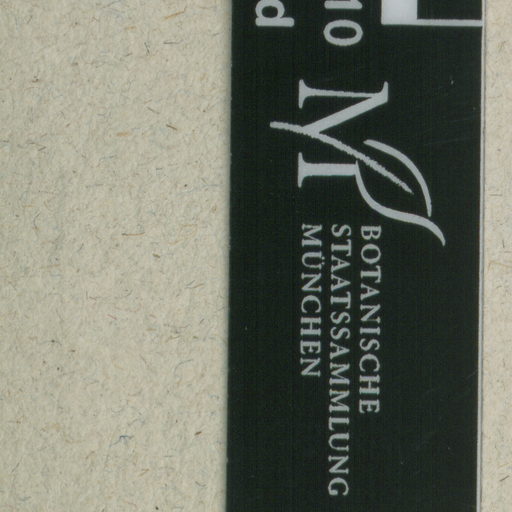 10
d
BOTANISCHE
STAATSSAMMLUNG
MÜNCHEN